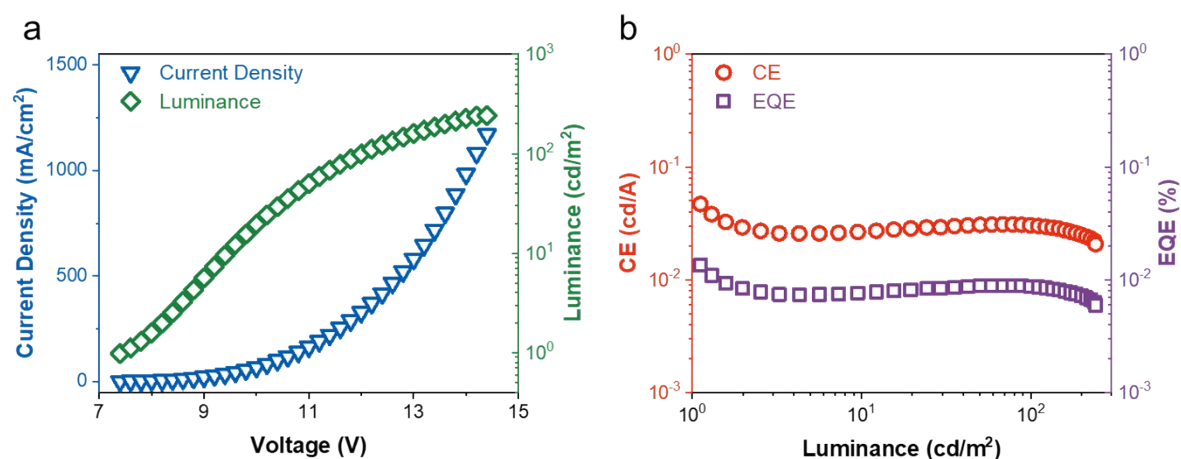 a
Current Density
Luminance
1500
1000
500
0
Current Density (mA/cm²)
10³
10²
10¹
10⁰
Luminance (cd/m²)
7
9
11
13
15
Voltage (V)
b
CE
EQE
10⁰
10⁻¹
10⁻²
10⁻³
CE (cd/A)
10⁰
10⁻¹
10⁻²
10⁻³
EQE (%)
10⁰
10¹
10²
Luminance (cd/m²)